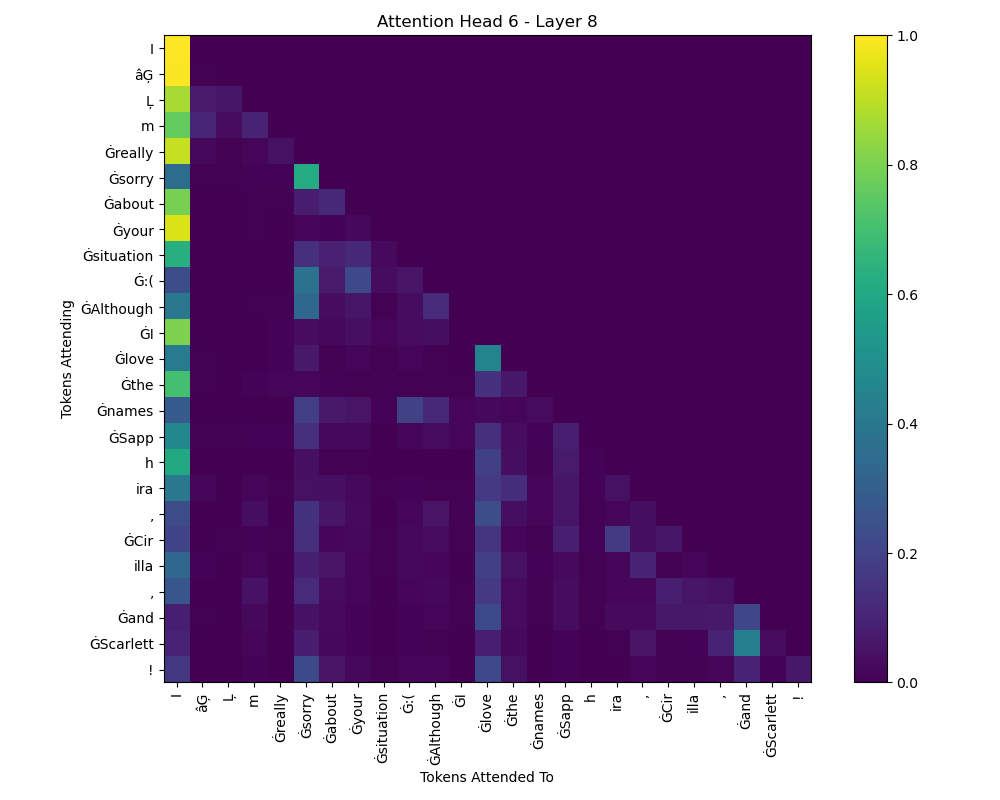 Attention Head 6 - Layer 8
Tokens Attending
I
âĢ
Ļ
m
Ġreally
Ġsorry
Ġabout
Ġyour
Ġsituation
Ġ:(
ĠAlthough
ĠI
Ġlove
Ġthe
Ġnames
ĠSapp
h
ira
,
ĠCir
illa
,
Ġand
ĠScarlett
!
I
âĢ
Ļ
m
Ġreally
Ġsorry
Ġabout
Ġyour
Ġsituation
Ġ:(
ĠAlthough
ĠI
Ġlove
Ġthe
Ġnames
ĠSapp
h
ira
,
ĠCir
illa
,
Ġand
ĠScarlett
!
Tokens Attended To
1.0
0.8
0.6
0.4
0.2
0.0